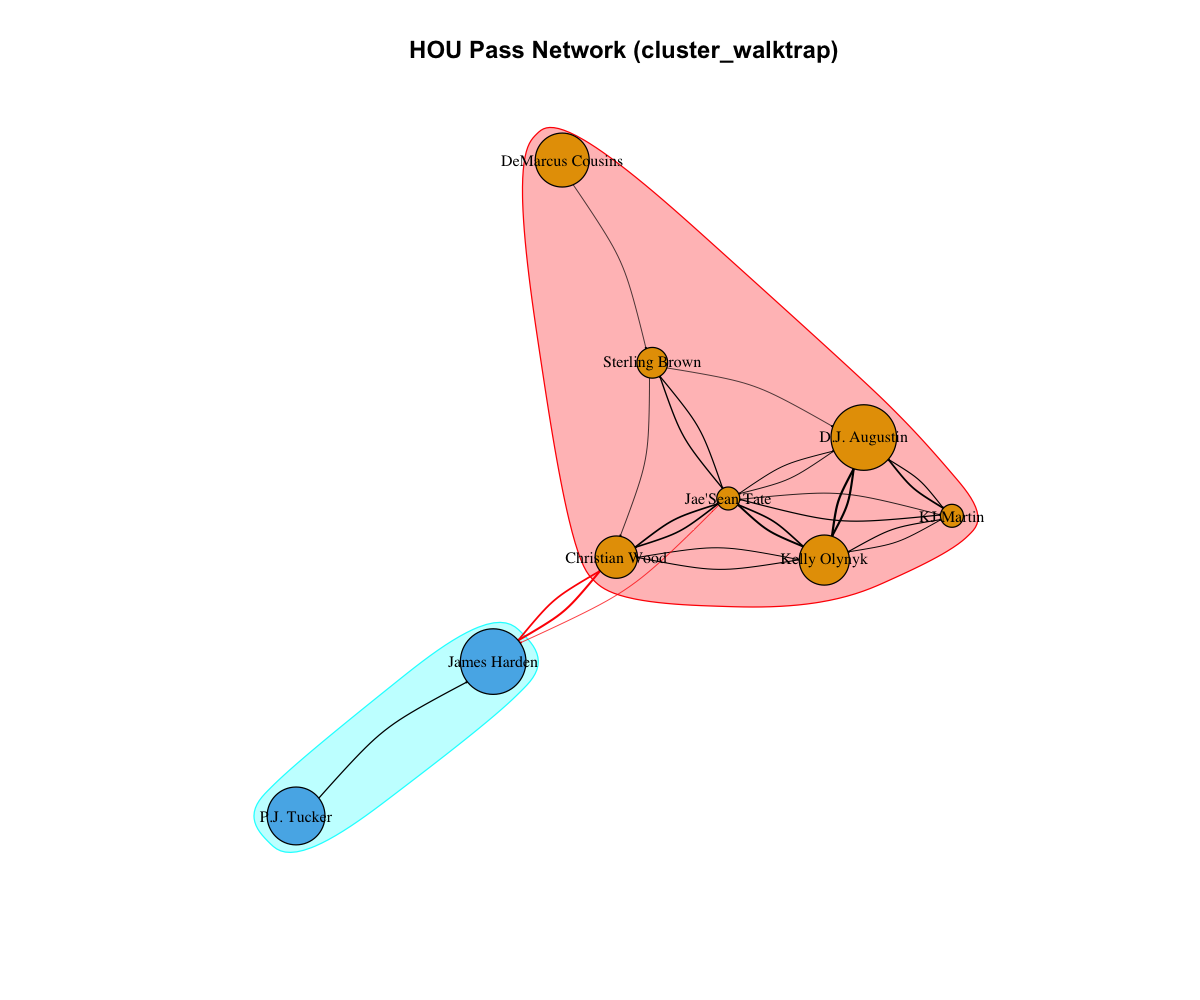 HOU Pass Network (cluster_walktrap)
DeMarcus Cousins
Sterling Brown
D.J. Augustin
Jae'Sean Tate
KJ Martin
Christian Wood
Kelly Olynyk
James Harden
P.J. Tucker